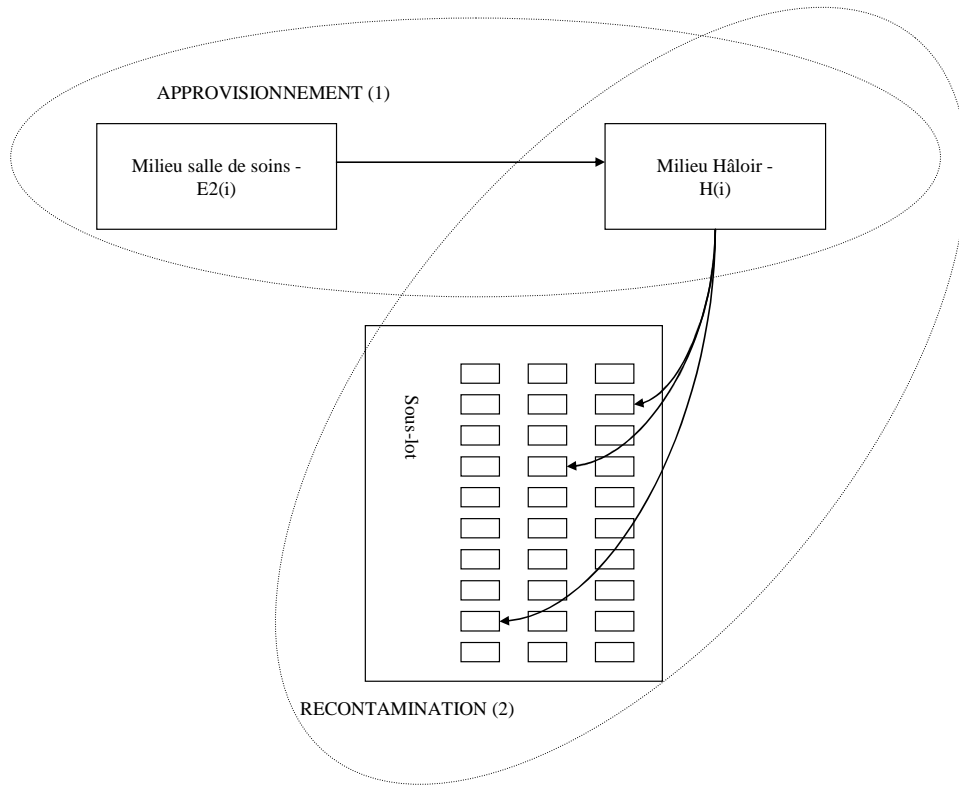 APPROVISIONNEMENT (1)
Milieu salle de soins -
E2(i)
Milieu Hâloir -
H(i)
Sous-lot
RECONTAMINATION (2)